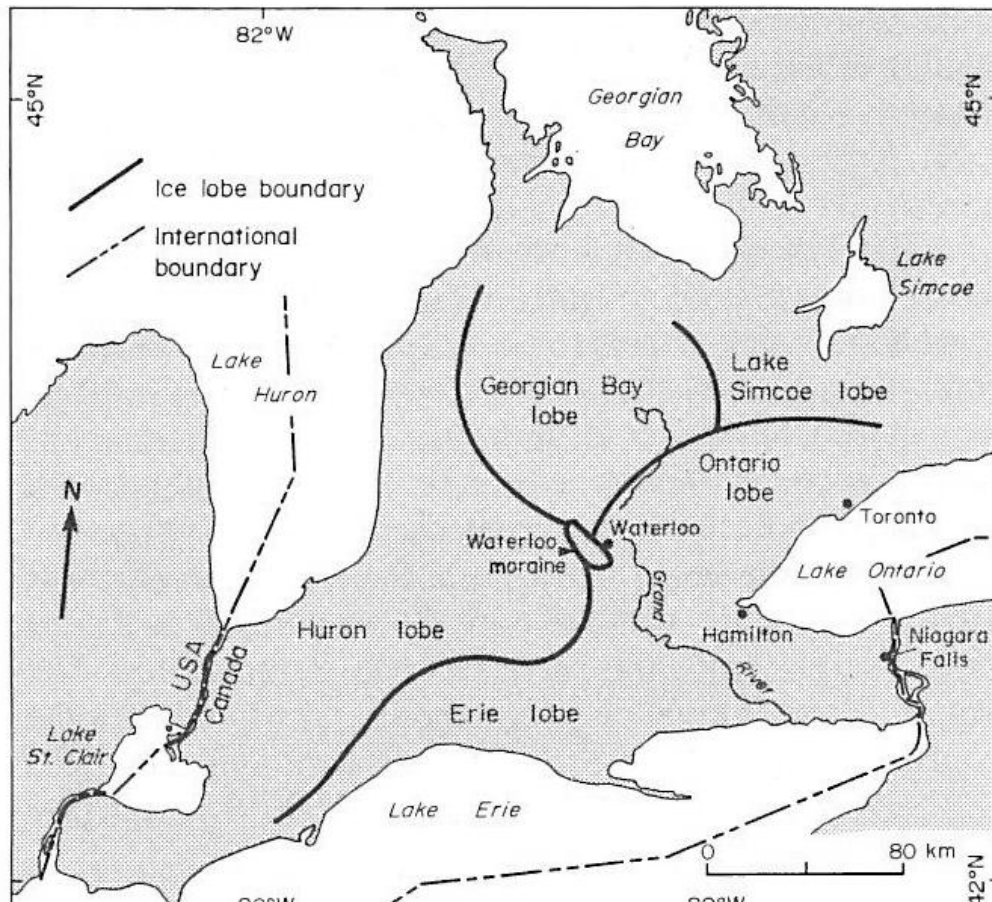 82°W
45°N
45°N
Georgian
Bay
Ice lobe boundary
International
boundary
Lake
Simcoe
Lake
Huron
Georgian Bay
lobe
Lake
Simcoe lobe
Ontario
lobe
N
Toronto
Waterloo
Waterloo
moraine
Lake Ontario
Grand
River
Hamilton
Niagara
Falls
Huron lobe
USA
Canada
Erie lobe
Lake
St. Clair
Lake Erie
0 80 km
42°N